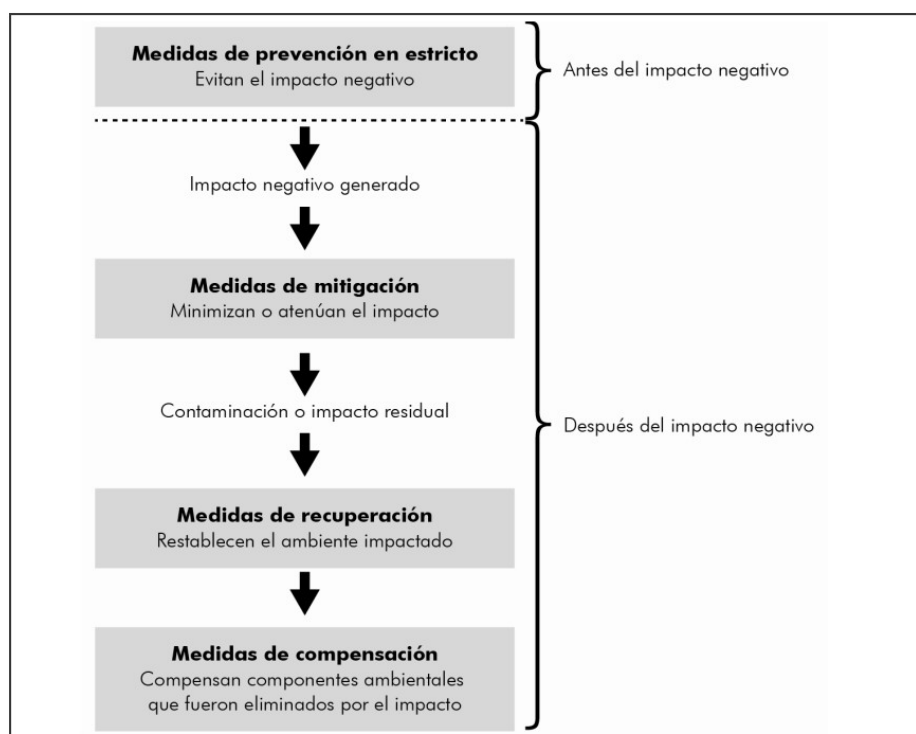 Medidas de prevención en estricto
Evitan el impacto negativo
Antes del impacto negativo
Impacto negativo generado
Medidas de mitigación
Minimizan o atenúan el impacto
Contaminación o impacto residual
Después del impacto negativo
Medidas de recuperación
Restablecen el ambiente impactado
Medidas de compensación
Compensan componentes ambientales
que fueron eliminados por el impacto